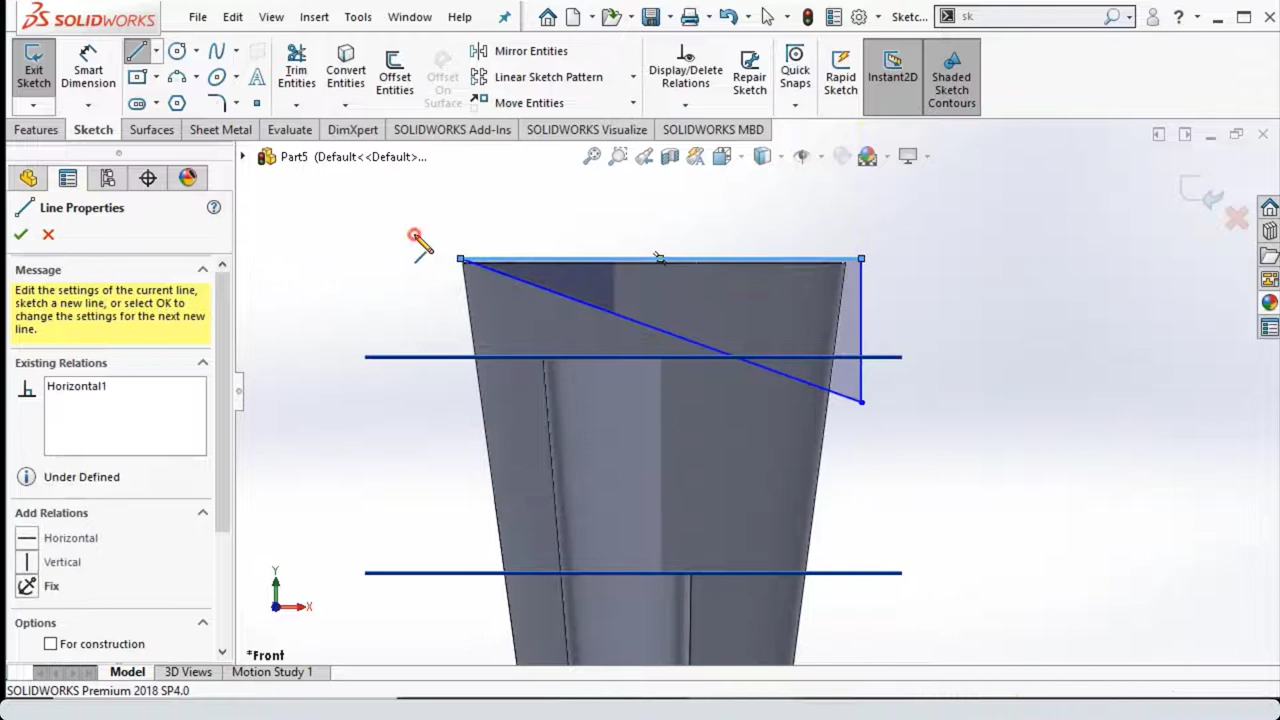 SOLIDWORKS File Edit View Insert Tools Window Help Sketc... sk ?
Exit Sketch
Smart Dimension
Trim Entities
Convert Entities
Offset Entities
Offset On Surface
Mirror Entities
Linear Sketch Pattern
Move Entities
Display/Delete Relations
Repair Sketch
Quick Snaps
Rapid Sketch
Instant2D
Shaded Sketch Contours
Features Sketch Surfaces Sheet Metal Evaluate DimXpert SOLIDWORKS Add-Ins SOLIDWORKS Visualize SOLIDWORKS MBD
Part5 (Default<<Default>...
Line Properties
Message
Edit the settings of the current line,
sketch a new line, or select OK to
change the settings for the next new
line.
Existing Relations
Horizontal1
Under Defined
Add Relations
Horizontal
Vertical
Fix
Options
For construction
Y
X
*Front
Model 3D Views Motion Study 1
SOLIDWORKS Premium 2018 SP4.0